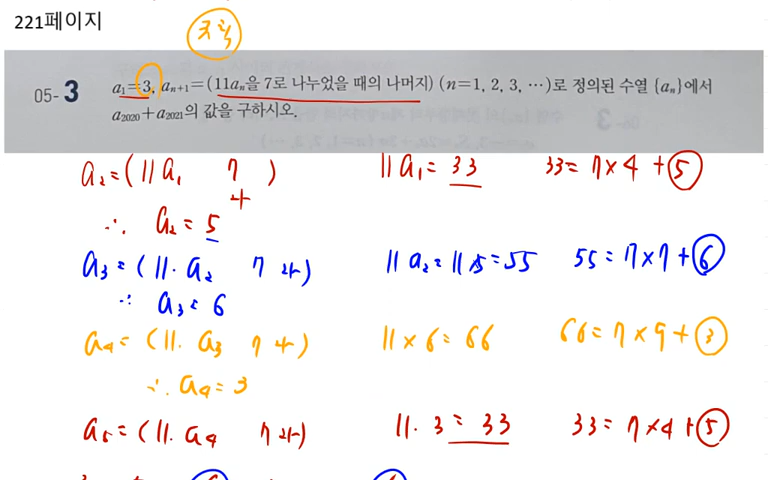 221페이지
규칙
05-3 a₁=3, aₙ₊₁=(11aₙ을 7로 나누었을 때의 나머지) (n=1, 2, 3, ⋯)로 정의된 수열 {aₙ}에서
a₂₀₂₀+a₂₀₂₁의 값을 구하시오.
a₂=(11a₁ 7 나) 11a₁=33 33=7×4+5
∴ a₂=5
a₃=(11·a₂ 7 나) 11a₂=11·5=55 55=7×7+6
∴ a₃=6
a₄=(11·a₃ 7 나) 11×6=66 66=7×9+3
∴ a₄=3
a₅=(11·a₄ 7 나) 11·3=33 33=7×4+5